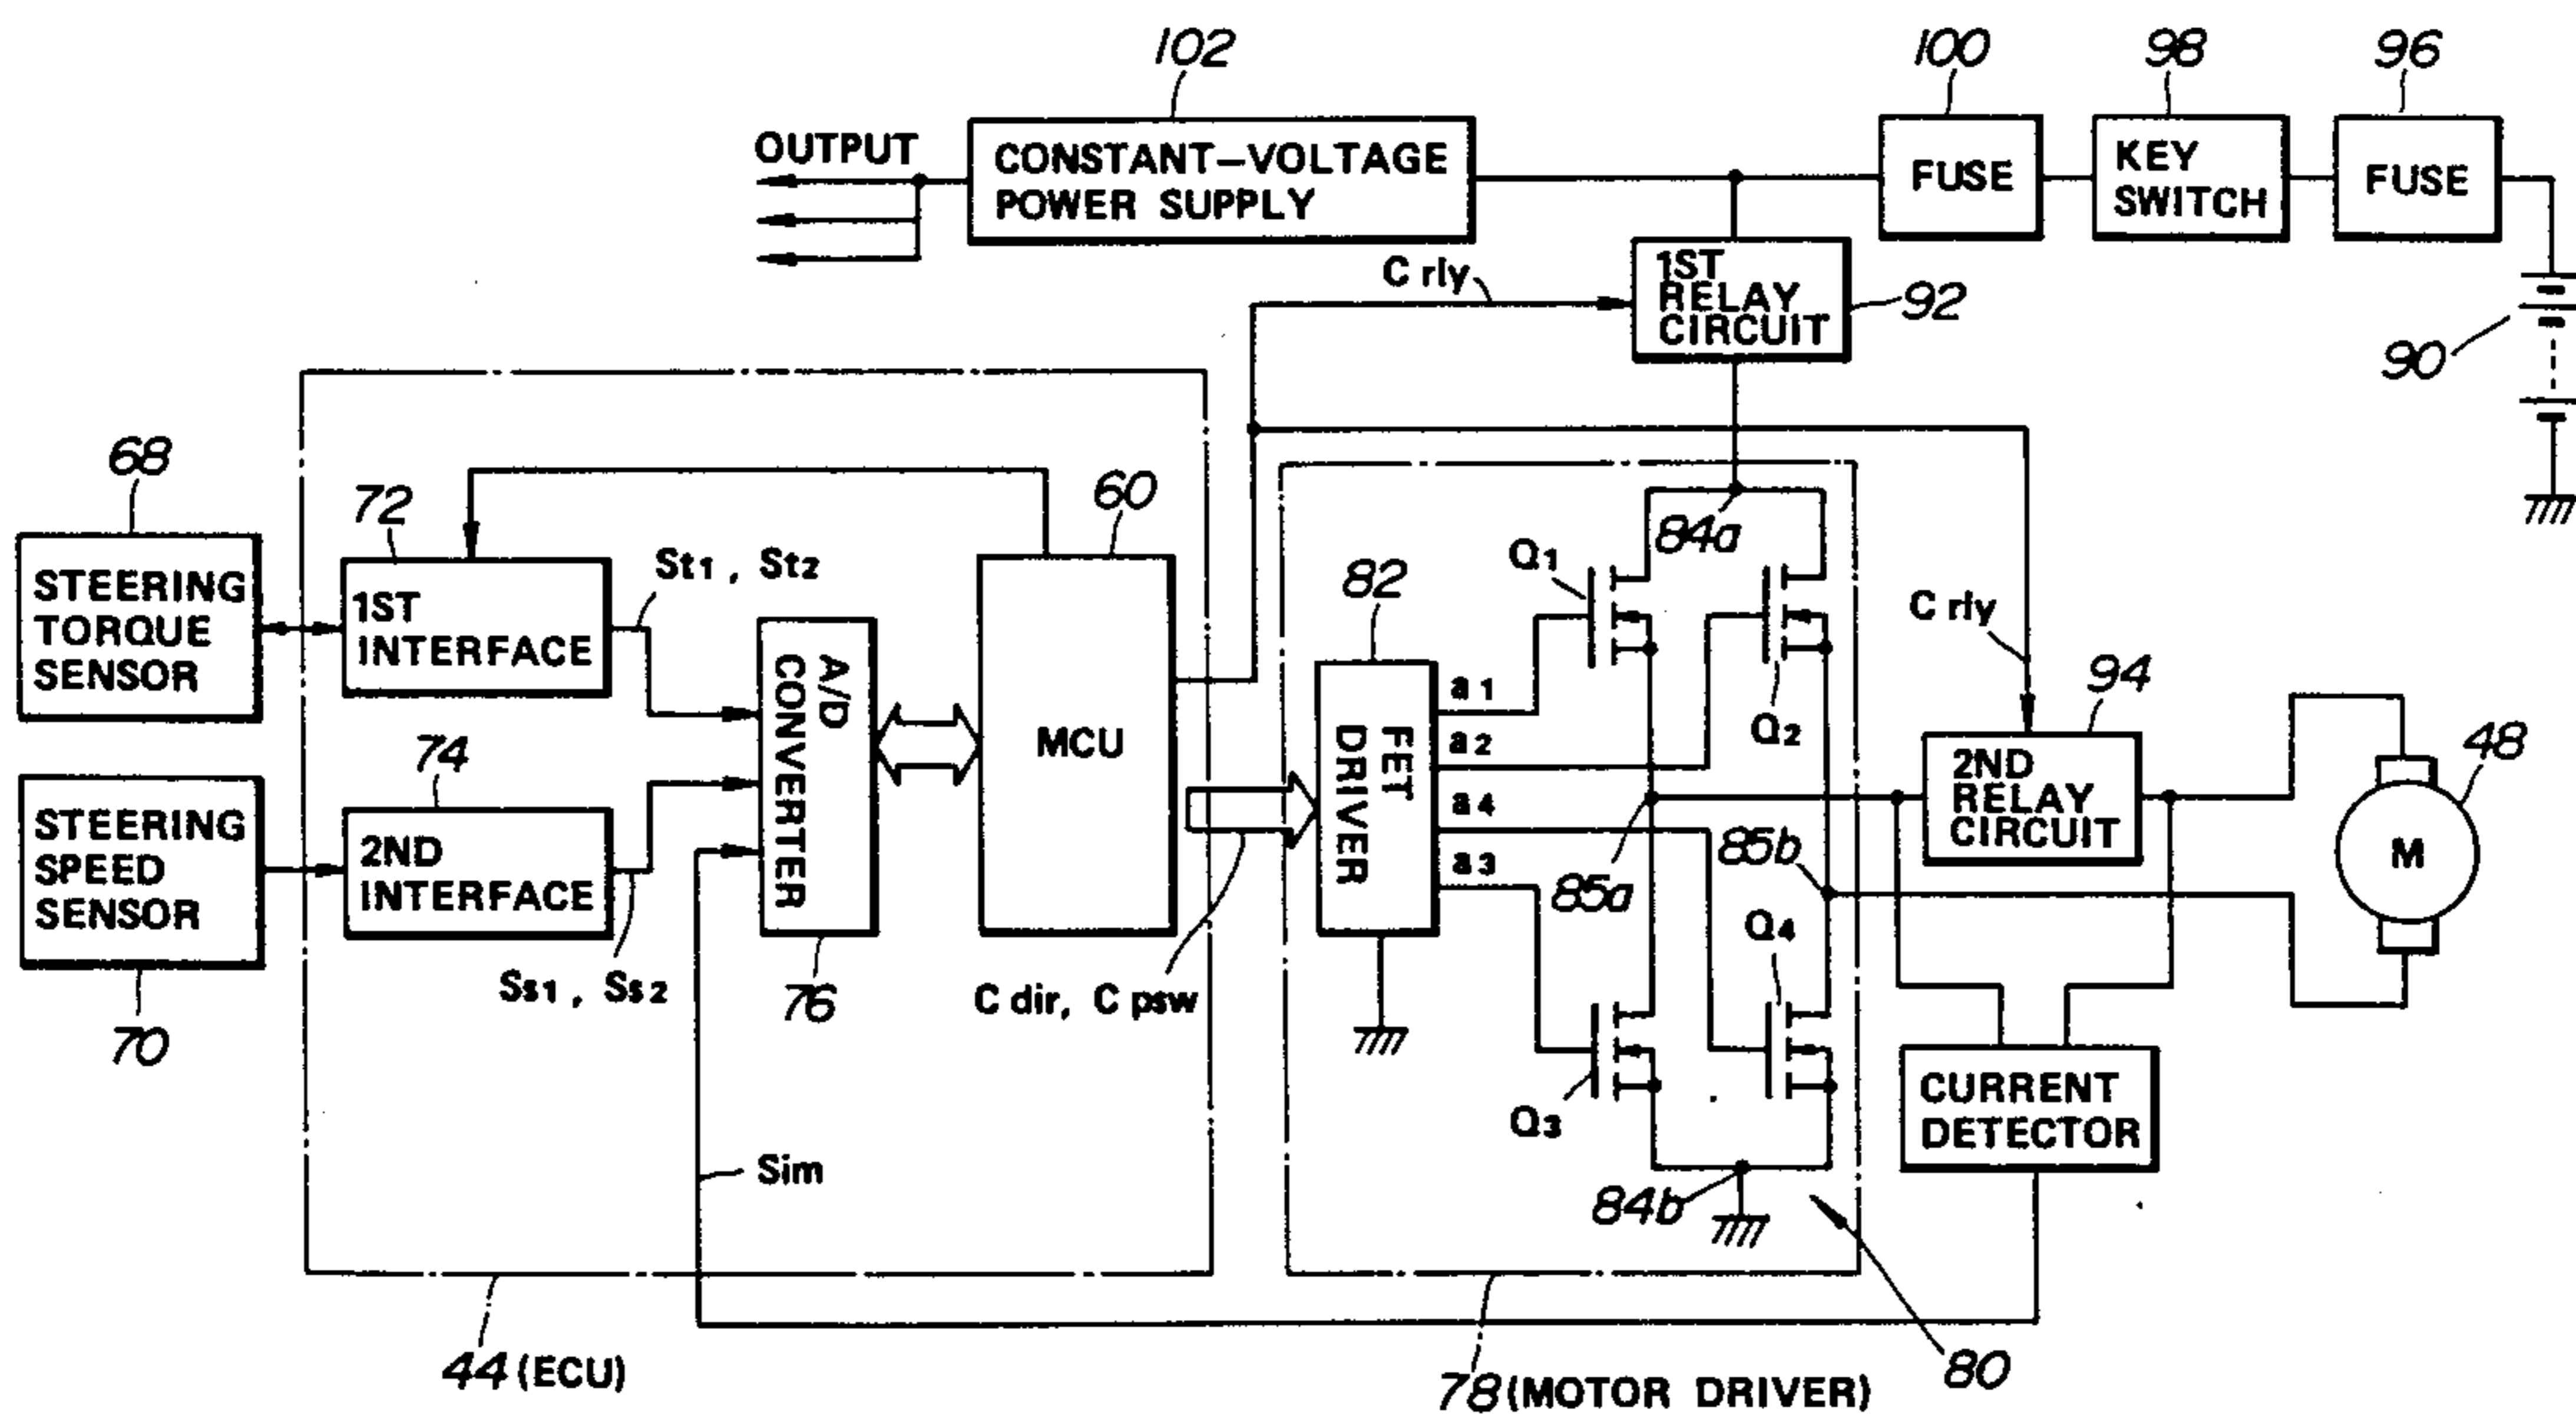 102
100
98
96
OUTPUT
CONSTANT-VOLTAGE
POWER SUPPLY
FUSE
KEY
SWITCH
FUSE
C rly
1ST
RELAY
CIRCUIT
92
90
68
72
60
84a
St1, St2
Q1
82
STEERING
TORQUE
SENSOR
1ST
INTERFACE
A/D
CONVERTER
MCU
FET
DRIVER
a1
a2
a4
a3
Q2
C rly
94
48
2ND
RELAY
CIRCUIT
M
74
STEERING
SPEED
SENSOR
2ND
INTERFACE
85a
85b
Q4
Ss1, Ss2
76
C dir, C psw
70
Q3
CURRENT
DETECTOR
Sim
84b
44 (ECU)
78 (MOTOR DRIVER)
80